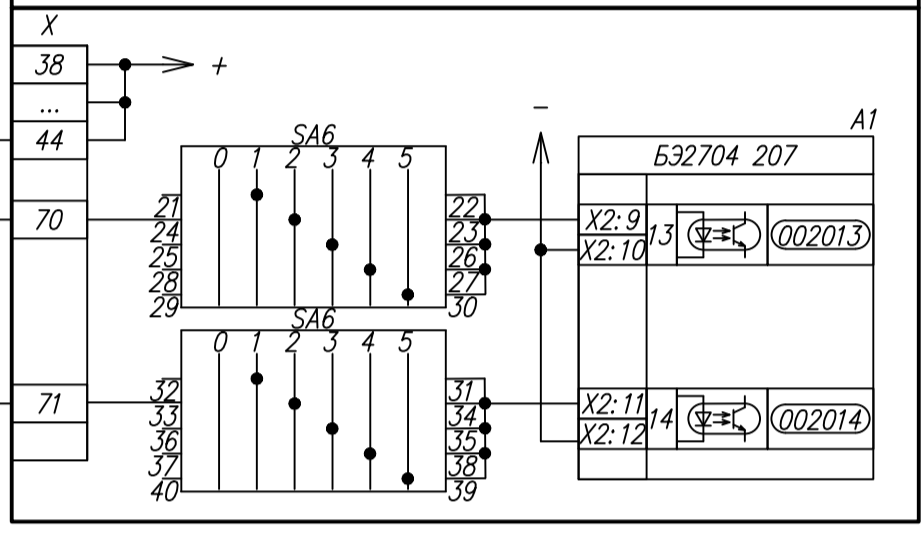 X
38
+
...
44
–
A1
SA6
БЭ2704 207
0 1 2 3 4 5
21 22
70
X2:9
24 23
13
002013
X2:10
25 26
28 27
29 30
SA6
0 1 2 3 4 5
32 31
71
X2:11
33 34
14
002014
X2:12
36 35
37 38
40 39